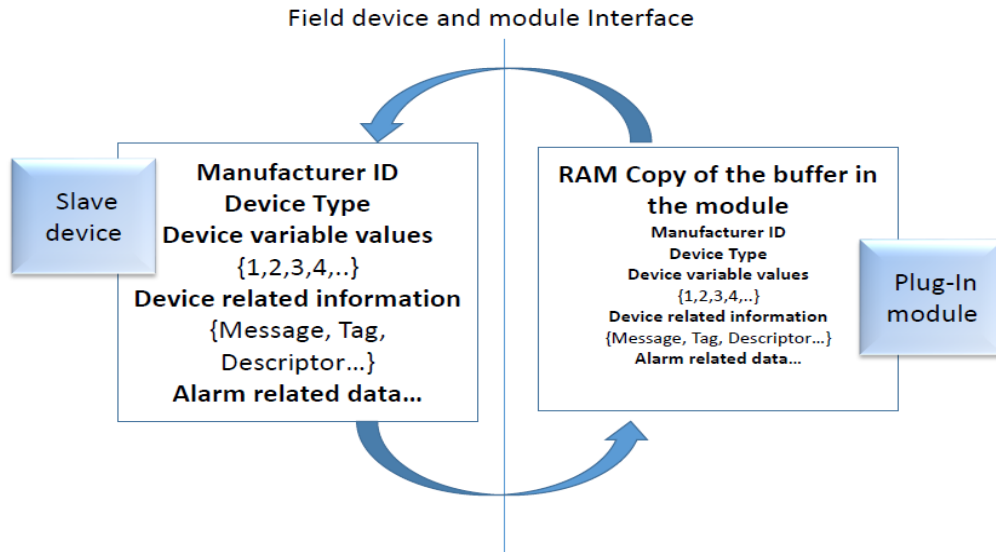 Field device and module Interface
Slave
device
Manufacturer ID
Device Type
Device variable values
{1,2,3,4,..}
Device related information
{Message, Tag,
Descriptor...}
Alarm related data...
RAM Copy of the buffer in
the module
Manufacturer ID
Device Type
Device variable values
{1,2,3,4,..}
Device related information
{Message, Tag, Descriptor...}
Alarm related data...
Plug-In
module